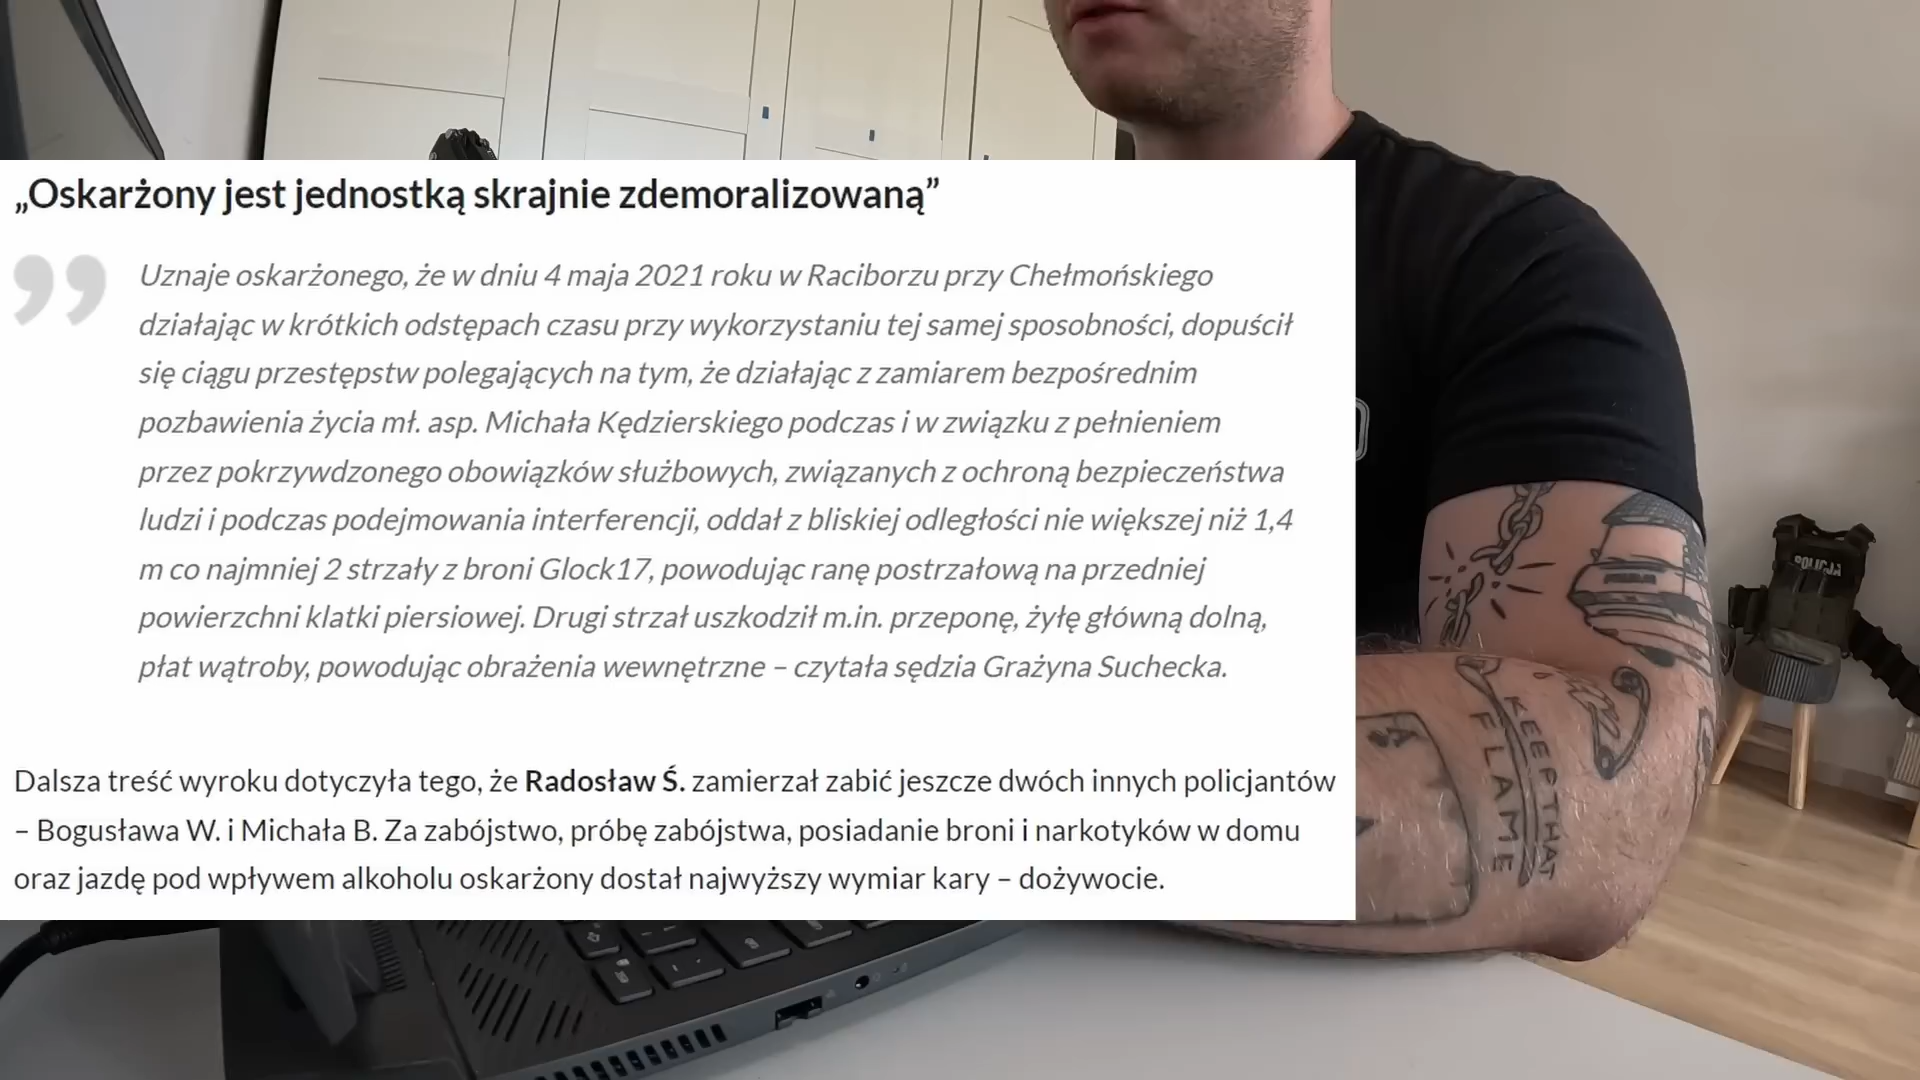 „Oskarżony jest jednostką skrajnie zdemoralizowaną”
Uznaje oskarżonego, że w dniu 4 maja 2021 roku w Raciborzu przy Chełmońskiego
działając w krótkich odstępach czasu przy wykorzystaniu tej samej sposobności, dopuścił
się ciągu przestępstw polegających na tym, że działając z zamiarem bezpośrednim
pozbawienia życia mł. asp. Michała Kędzierskiego podczas i w związku z pełnieniem
przez pokrzywdzonego obowiązków służbowych, związanych z ochroną bezpieczeństwa
ludzi i podczas podejmowania interferencji, oddał z bliskiej odległości nie większej niż 1,4
m co najmniej 2 strzały z broni Glock17, powodując ranę postrzałową na przedniej
powierzchni klatki piersiowej. Drugi strzał uszkodził m.in. przeponę, żyłę główną dolną,
płat wątroby, powodując obrażenia wewnętrzne – czytała sędzia Grażyna Suchecka.
Dalsza treść wyroku dotyczyła tego, że Radosław Ś. zamierzał zabić jeszcze dwóch innych policjantów
– Bogusława W. i Michała B. Za zabójstwo, próbę zabójstwa, posiadanie broni i narkotyków w domu
oraz jazdę pod wpływem alkoholu oskarżony dostał najwyższy wymiar kary – dożywocie.
KEEP THAT
FLAME
A